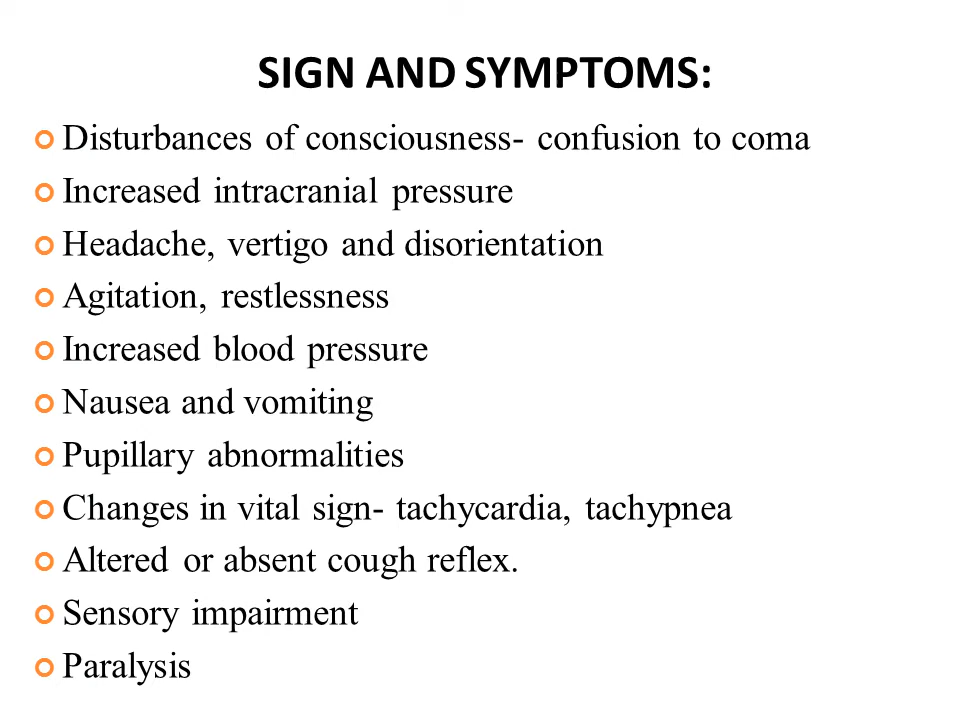 SIGN AND SYMPTOMS:
Disturbances of consciousness- confusion to coma
Increased intracranial pressure
Headache, vertigo and disorientation
Agitation, restlessness
Increased blood pressure
Nausea and vomiting
Pupillary abnormalities
Changes in vital sign- tachycardia, tachypnea
Altered or absent cough reflex.
Sensory impairment
Paralysis